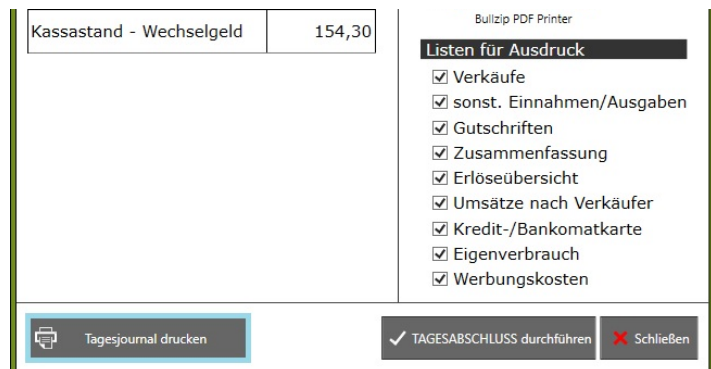 Kassastand - Wechselgeld 154,30
Bullzip PDF Printer
Listen für Ausdruck
Verkäufe
sonst. Einnahmen/Ausgaben
Gutschriften
Zusammenfassung
Erlöseübersicht
Umsätze nach Verkäufer
Kredit-/Bankomatkarte
Eigenverbrauch
Werbungskosten
Tagesjournal drucken
TAGESABSCHLUSS durchführen
Schließen